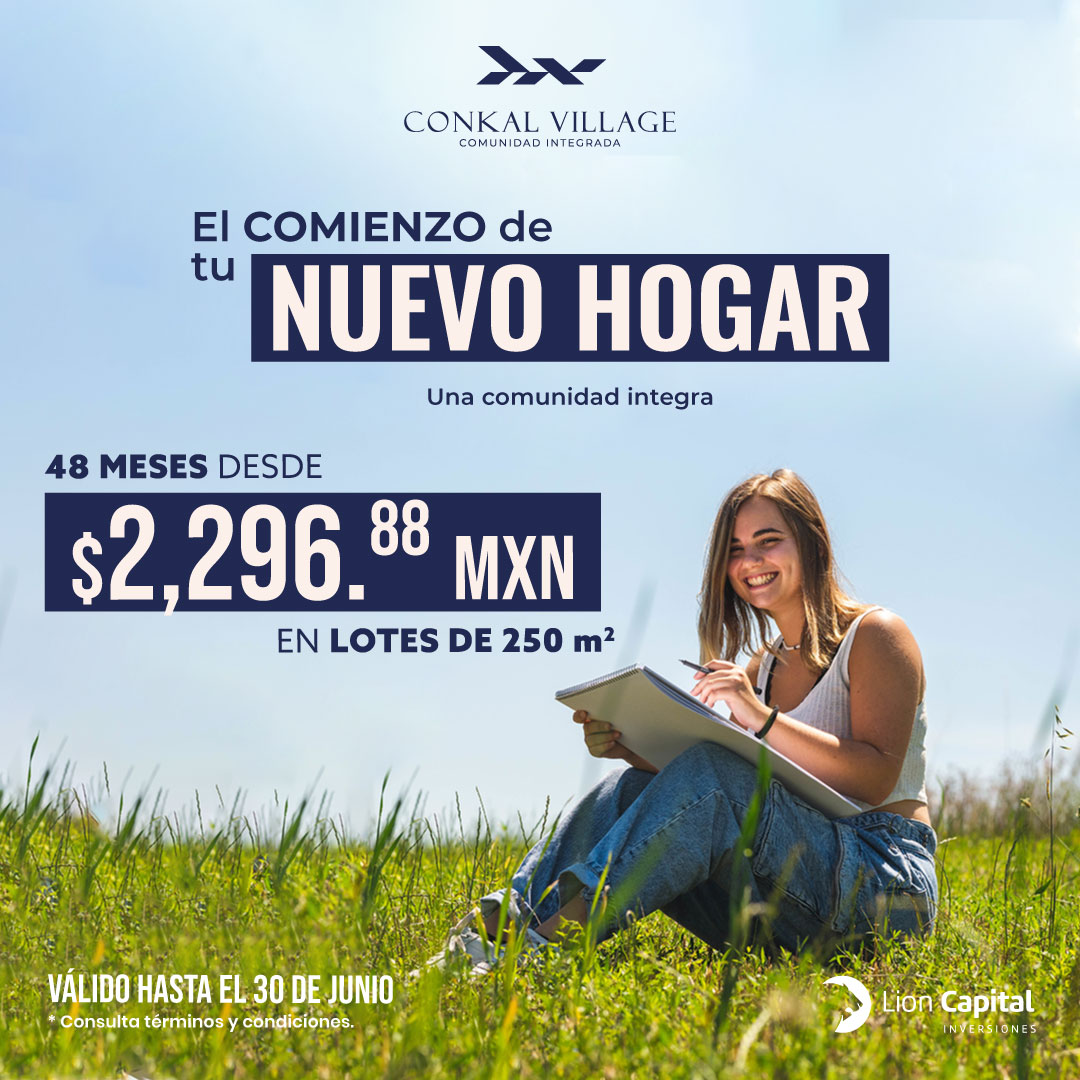 CONKAL VILLAGE
COMUNIDAD INTEGRADA
El COMIENZO de
tu NUEVO HOGAR
Una comunidad integra
48 MESES DESDE
$2,296.88 MXN
EN LOTES DE 250 m²
VÁLIDO HASTA EL 30 DE JUNIO
* Consulta términos y condiciones.
Lion Capital
INVERSIONES